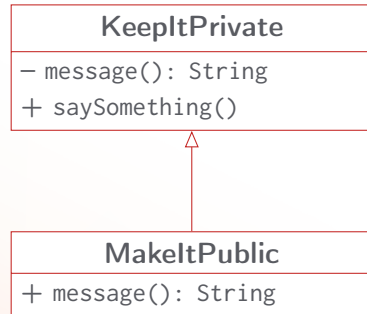 KeepItPrivate
− message(): String
+ saySomething()
MakeItPublic
+ message(): String